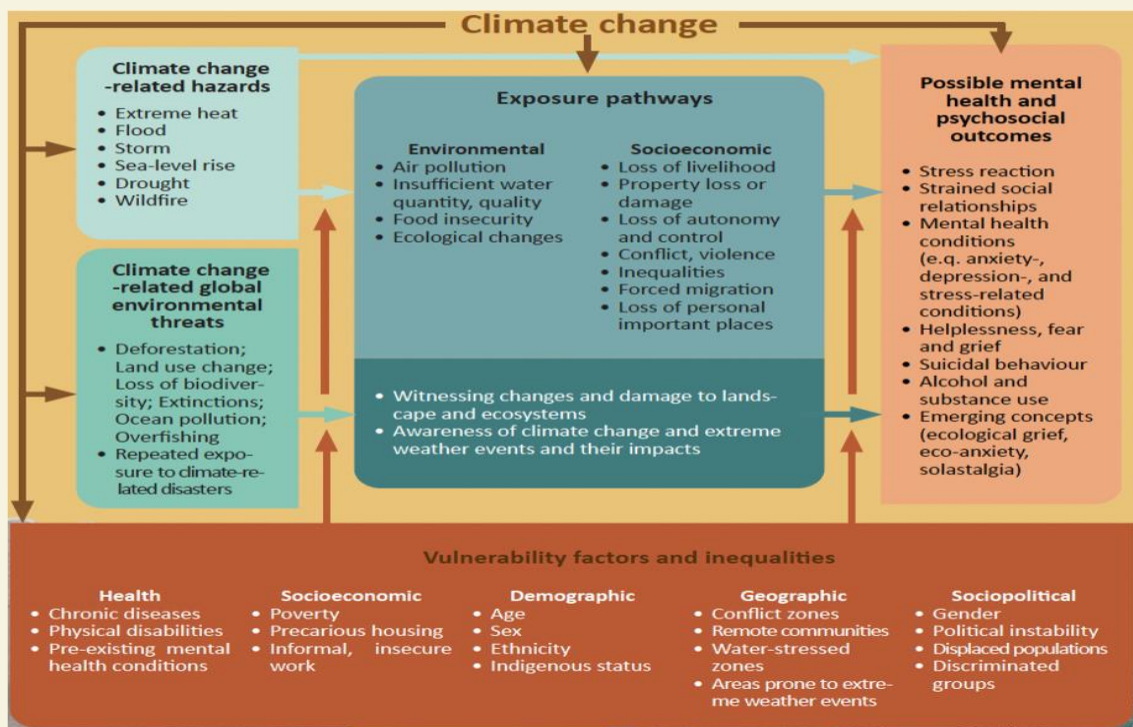 Climate change
Climate change
-related hazards
• Extreme heat
• Flood
• Storm
• Sea-level rise
• Drought
• Wildfire
Climate change
-related global
environmental
threats
• Deforestation;
Land use change;
Loss of biodiver-
sity; Extinctions;
Ocean pollution;
Overfishing
• Repeated expo-
sure to climate-re-
lated disasters
Exposure pathways
Environmental
• Air pollution
• Insufficient water
quantity, quality
• Food insecurity
• Ecological changes
Socioeconomic
• Loss of livelihood
• Property loss or
damage
• Loss of autonomy
and control
• Conflict, violence
• Inequalities
• Forced migration
• Loss of personal
important places
• Witnessing changes and damage to lands-
cape and ecosystems
• Awareness of climate change and extreme
weather events and their impacts
Possible mental
health and
psychosocial
outcomes
• Stress reaction
• Strained social
relationships
• Mental health
conditions
(e.q. anxiety-,
depression-, and
stress-related
conditions)
• Helplessness, fear
and grief
• Suicidal behaviour
• Alcohol and
substance use
• Emerging concepts
(ecological grief,
eco-anxiety,
solastalgia)
Vulnerability factors and inequalities
Health
• Chronic diseases
• Physical disabilities
• Pre-existing mental
health conditions
Socioeconomic
• Poverty
• Precarious housing
• Informal, insecure
work
Demographic
• Age
• Sex
• Ethnicity
• Indigenous status
Geographic
• Conflict zones
• Remote communities
• Water-stressed
zones
• Areas prone to extre-
me weather events
Sociopolitical
• Gender
• Political instability
• Displaced populations
• Discriminated
groups